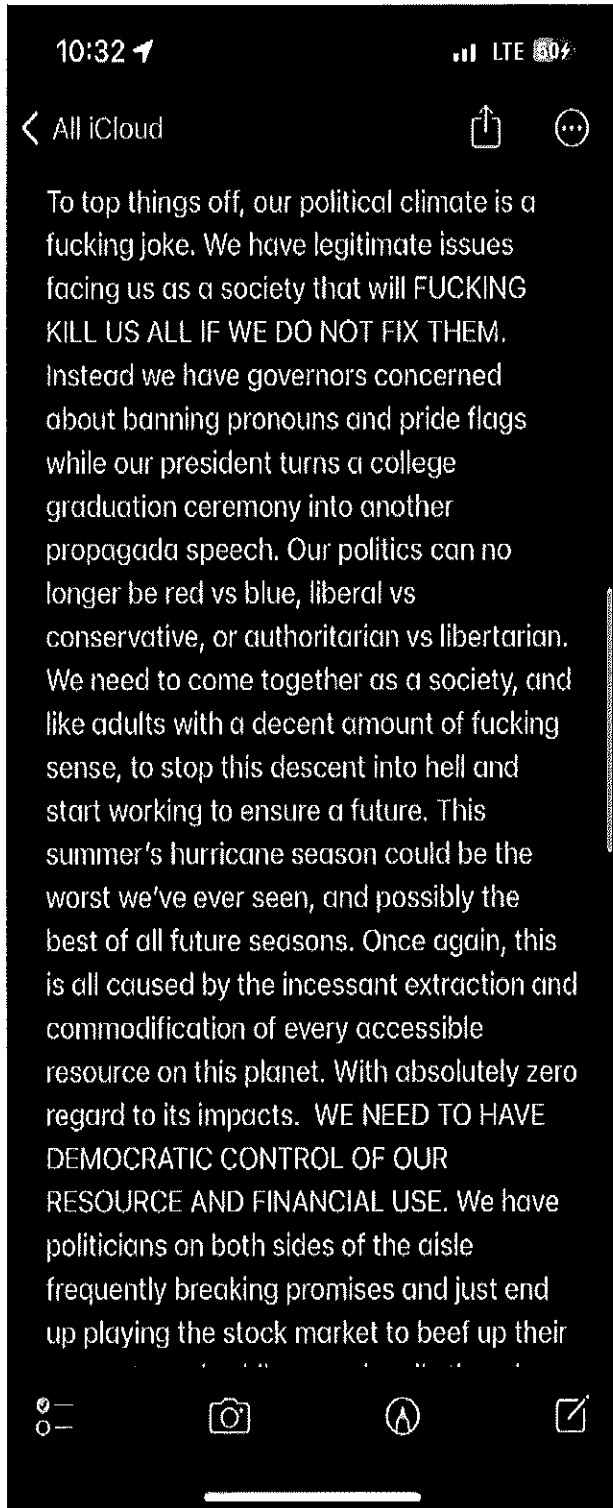 10:32
LTE 60
All iCloud
To top things off, our political climate is a
fucking joke. We have legitimate issues
facing us as a society that will FUCKING
KILL US ALL IF WE DO NOT FIX THEM.
Instead we have governors concerned
about banning pronouns and pride flags
while our president turns a college
graduation ceremony into another
propagada speech. Our politics can no
longer be red vs blue, liberal vs
conservative, or authoritarian vs libertarian.
We need to come together as a society, and
like adults with a decent amount of fucking
sense, to stop this descent into hell and
start working to ensure a future. This
summer's hurricane season could be the
worst we've ever seen, and possibly the
best of all future seasons. Once again, this
is all caused by the incessant extraction and
commodification of every accessible
resource on this planet. With absolutely zero
regard to its impacts.  WE NEED TO HAVE
DEMOCRATIC CONTROL OF OUR
RESOURCE AND FINANCIAL USE. We have
politicians on both sides of the aisle
frequently breaking promises and just end
up playing the stock market to beef up their